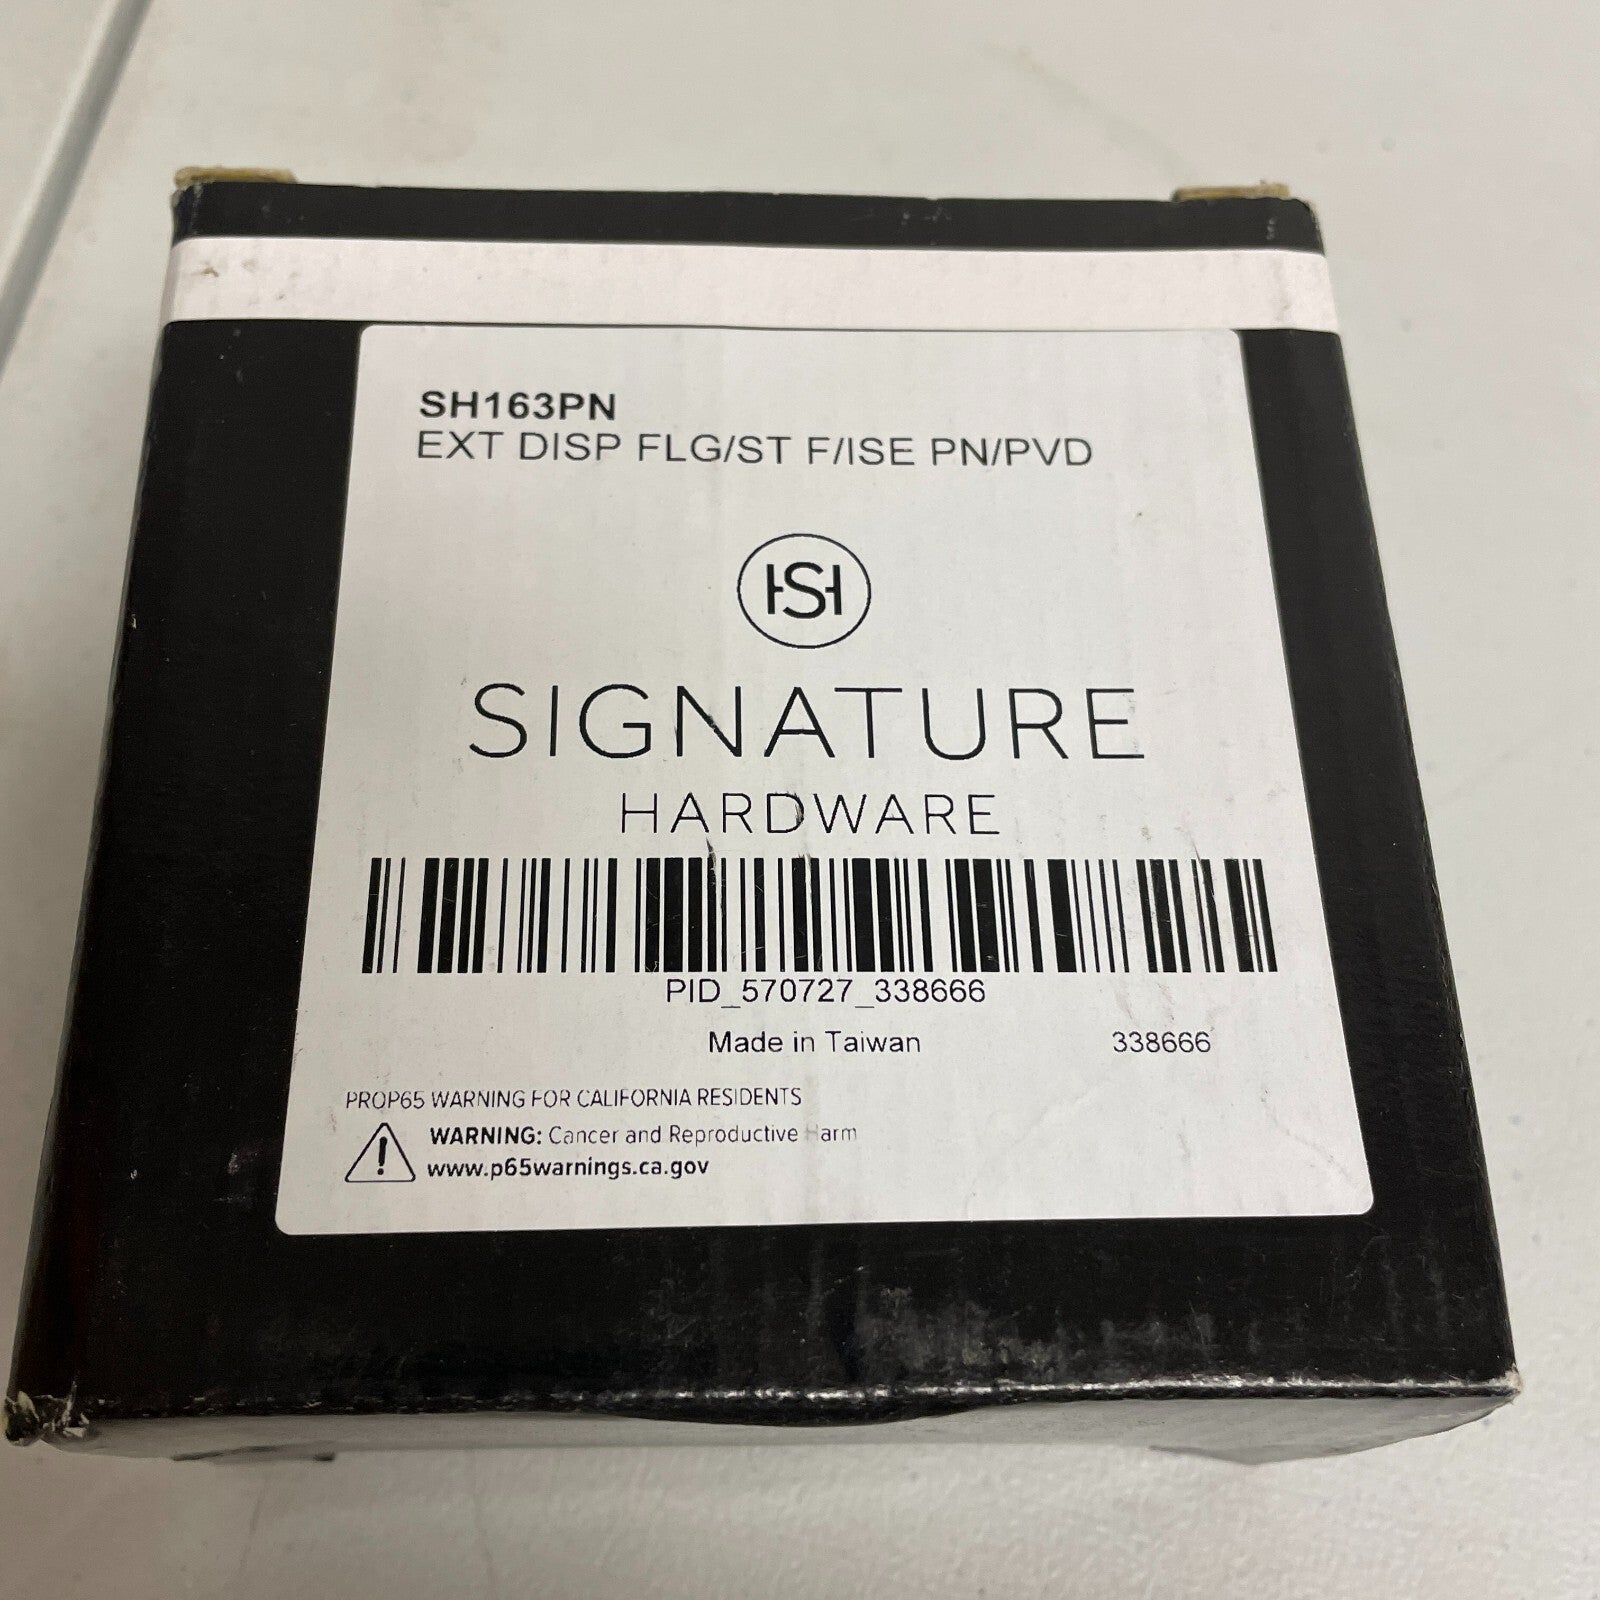 SH163PN
EXT DISP FLG/ST F/ISE PN/PVD
HSH
SIGNATURE
HARDWARE
PID_570727_338666
Made in Taiwan 338666
PROP65 WARNING FOR CALIFORNIA RESIDENTS
WARNING: Cancer and Reproductive Harm
www.p65warnings.ca.gov